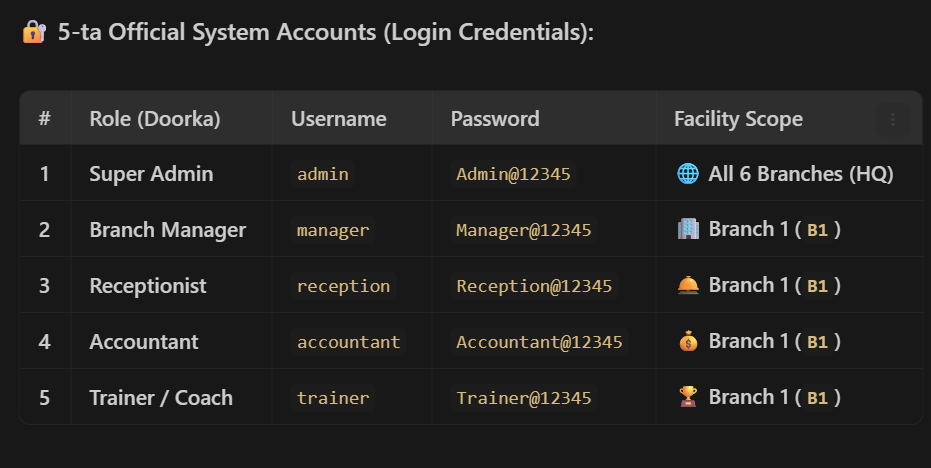 🔐 5-ta Official System Accounts (Login Credentials):
# Role (Doorka) Username Password Facility Scope
1 Super Admin admin Admin@12345 🌐 All 6 Branches (HQ)
2 Branch Manager manager Manager@12345 🏢 Branch 1 ( B1 )
3 Receptionist reception Reception@12345 🛎️ Branch 1 ( B1 )
4 Accountant accountant Accountant@12345 💰 Branch 1 ( B1 )
5 Trainer / Coach trainer Trainer@12345 🏆 Branch 1 ( B1 )